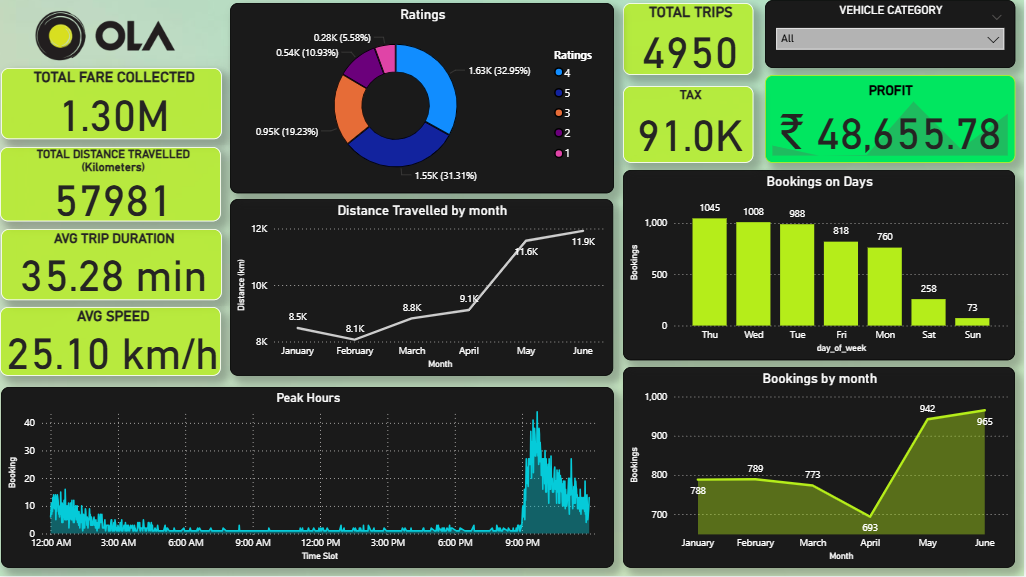 OLA
TOTAL FARE COLLECTED
1.30M
TOTAL DISTANCE TRAVELLED
(Kilometers)
57981
AVG TRIP DURATION
35.28 min
AVG SPEED
25.10 km/h
Ratings
0.28K (5.58%)
0.54K (10.93%)
0.95K (19.23%)
1.63K (32.95%)
1.55K (31.31%)
Ratings
4
5
3
2
1
TOTAL TRIPS
4950
VEHICLE CATEGORY
All
TAX
91.0K
PROFIT
₹ 48,655.78
Distance Travelled by month
Distance (km)
12K
10K
8K
8.5K
8.1K
8.8K
9.1K
11.6K
11.9K
January February March April May June
Month
Bookings on Days
Bookings
1,000
500
0
1045 1008 988 818 760 258 73
Thu Wed Tue Fri Mon Sat Sun
day_of_week
Peak Hours
Booking
40
30
20
10
0
12:00 AM 3:00 AM 6:00 AM 9:00 AM 12:00 PM 3:00 PM 6:00 PM 9:00 PM
Time Slot
Bookings by month
Bookings
1,000
900
800
700
788
789
773
693
942
965
January February March April May June
Month